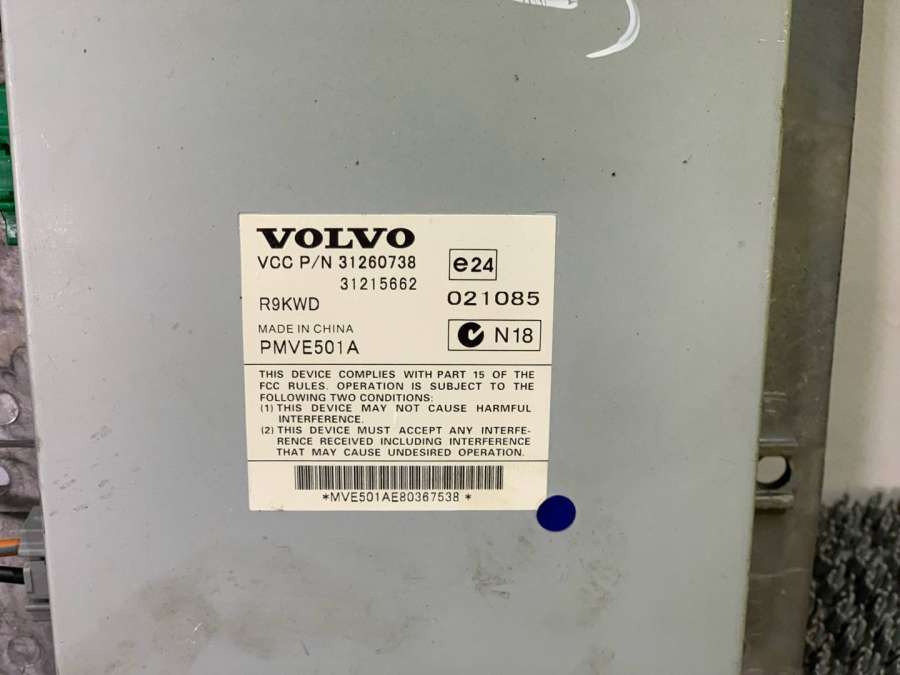 VOLVO
VCC P/N 31260738
31215662
e24
R9KWD
021085
MADE IN CHINA
PMVE501A
N18
THIS DEVICE COMPLIES WITH PART 15 OF THE
FCC RULES. OPERATION IS SUBJECT TO THE
FOLLOWING TWO CONDITIONS:
(1) THIS DEVICE MAY NOT CAUSE HARMFUL
INTERFERENCE.
(2) THIS DEVICE MUST ACCEPT ANY INTERFE-
RENCE RECEIVED INCLUDING INTERFERENCE
THAT MAY CAUSE UNDESIRED OPERATION.
*MVE501AE80367538*